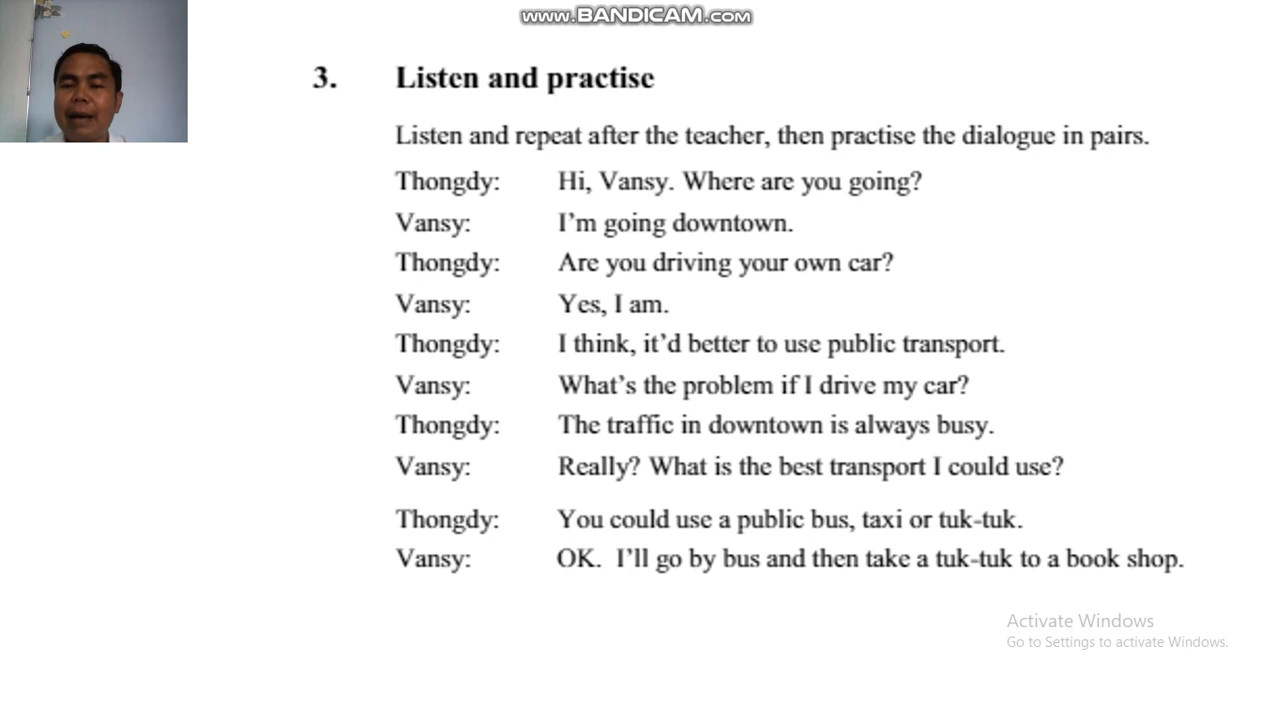 www.BANDICAM.com
3. Listen and practise
Listen and repeat after the teacher, then practise the dialogue in pairs.
Thongdy: Hi, Vansy. Where are you going?
Vansy: I'm going downtown.
Thongdy: Are you driving your own car?
Vansy: Yes, I am.
Thongdy: I think, it'd better to use public transport.
Vansy: What's the problem if I drive my car?
Thongdy: The traffic in downtown is always busy.
Vansy: Really? What is the best transport I could use?
Thongdy: You could use a public bus, taxi or tuk-tuk.
Vansy: OK. I'll go by bus and then take a tuk-tuk to a book shop.
Activate Windows
Go to Settings to activate Windows.